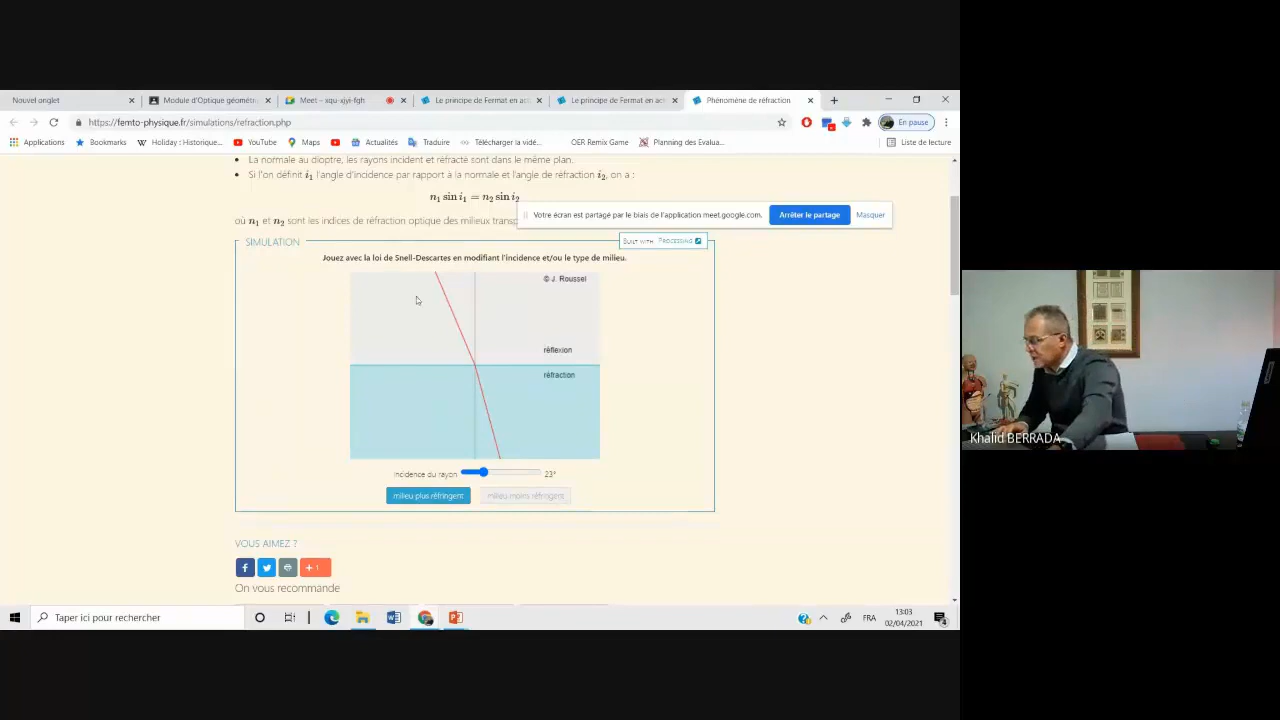 Nouvel onglet
Module d'Optique géométr
Meet – xqu-xjyi-fgh
Le principe de Fermat en act
Le principe de Fermat en act
Phénomène de réfraction
https://femto-physique.fr/simulations/refraction.php
En pause
Applications
Bookmarks
Holiday : Historique...
YouTube
Maps
Actualités
Traduire
Télécharger la vidé...
OER Remix Game
Planning des Evalua...
Liste de lecture
La normale au dioptre, les rayons incident et réfracté sont dans le même plan.
Si l'on définit i1 l'angle d'incidence par rapport à la normale et l'angle de réfraction i2, on a :
n1 sin i1 = n2 sin i2
où n1 et n2 sont les indices de réfraction optique des milieux transp
Votre écran est partagé par le biais de l'application meet.google.com.
Arrêter le partage
Masquer
SIMULATION
Built with Processing
Jouez avec la loi de Snell-Descartes en modifiant l'incidence et/ou le type de milieu.
© J. Roussel
réflexion
réfraction
Incidence du rayon
23°
milieu plus réfringent
milieu moins réfringent
VOUS AIMEZ ?
+ 1
On vous recommande
Khalid BERRADA
Taper ici pour rechercher
FRA
13:03
02/04/2021
4